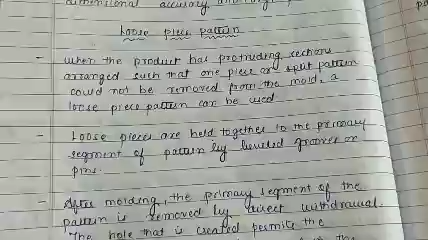 dimensional accuracy and
Loose piece pattern
- when the product has protruding sections
arranged such that one piece or split pattern
could not be removed from the mold, a
loose piece pattern can be used
- Loose pieces are held together to the primary
segment of pattern by beveled grooves or
pins.
- After molding, the primary segment of the
pattern is removed by direct withdrawal.
The hole that is created permits the